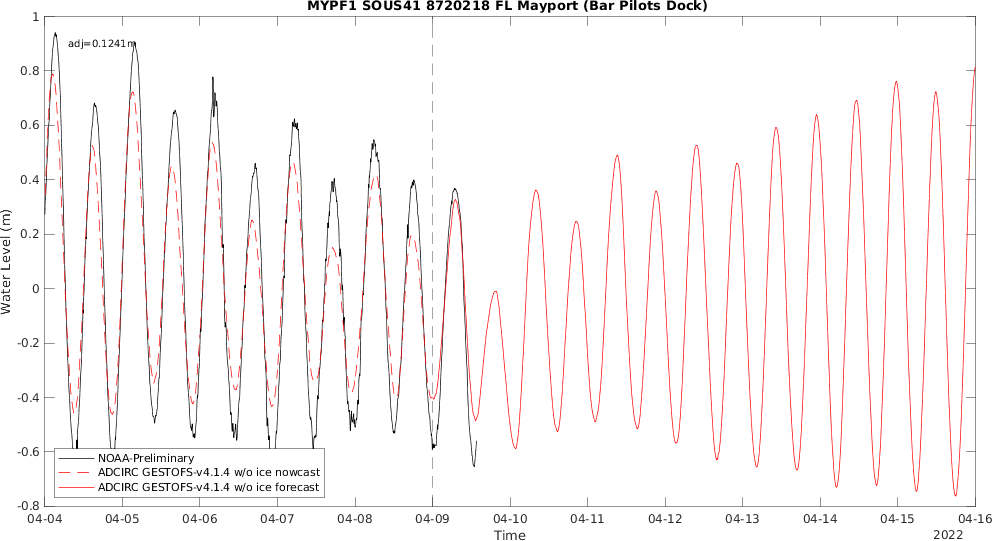 MYPF1 SOUS41 8720218 FL Mayport (Bar Pilots Dock)
adj=0.1241m
Water Level (m)
1
0.8
0.6
0.4
0.2
0
-0.2
-0.4
-0.6
-0.8
NOAA-Preliminary
ADCIRC GESTOFS-v4.1.4 w/o ice nowcast
ADCIRC GESTOFS-v4.1.4 w/o ice forecast
04-04 04-05 04-06 04-07 04-08 04-09 04-10 04-11 04-12 04-13 04-14 04-15 04-16
Time
2022